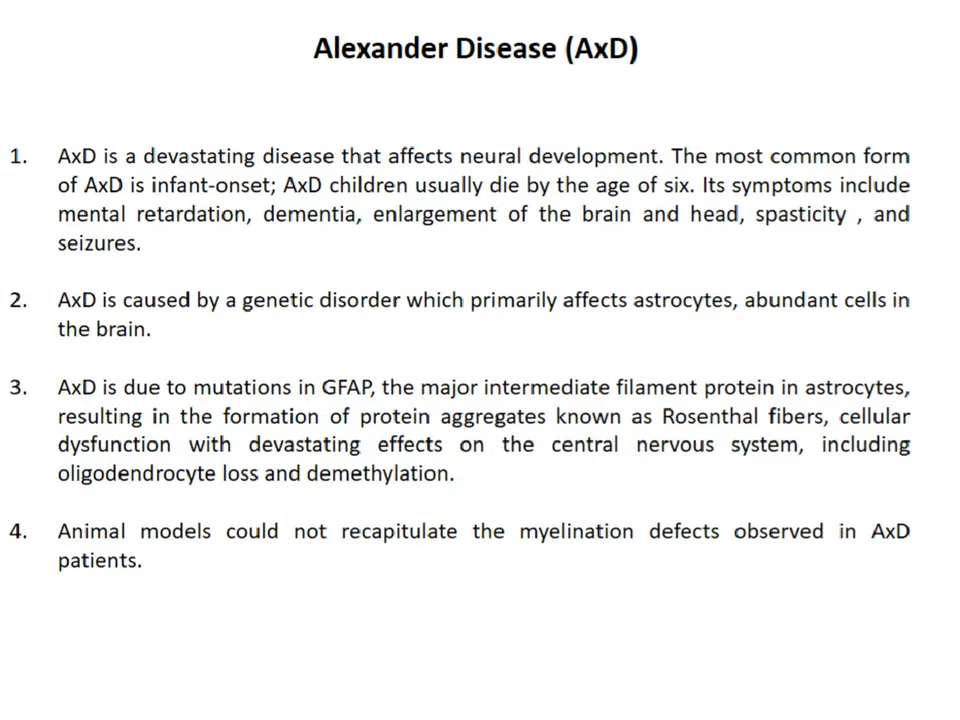 Alexander Disease (AxD)
1. AxD is a devastating disease that affects neural development. The most common form
of AxD is infant-onset; AxD children usually die by the age of six. Its symptoms include
mental retardation, dementia, enlargement of the brain and head, spasticity , and
seizures.
2. AxD is caused by a genetic disorder which primarily affects astrocytes, abundant cells in
the brain.
3. AxD is due to mutations in GFAP, the major intermediate filament protein in astrocytes,
resulting in the formation of protein aggregates known as Rosenthal fibers, cellular
dysfunction with devastating effects on the central nervous system, including
oligodendrocyte loss and demethylation.
4. Animal models could not recapitulate the myelination defects observed in AxD
patients.